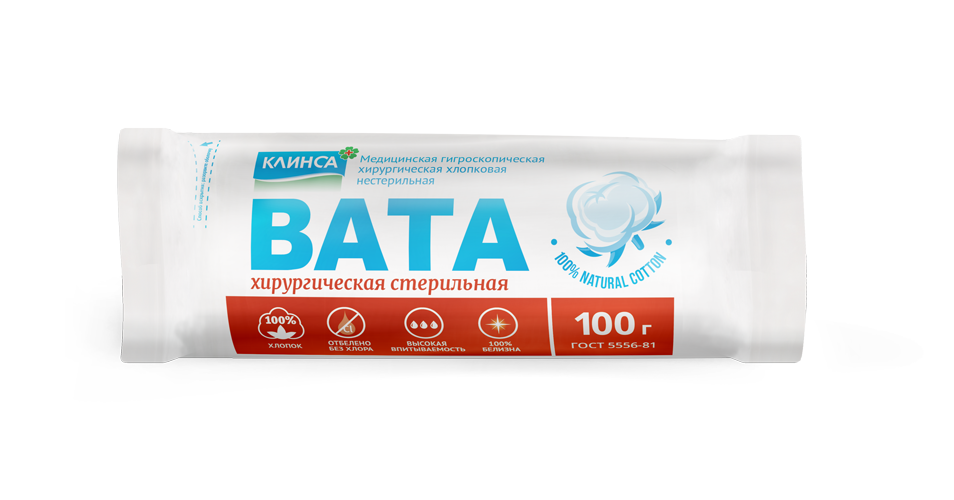 КЛИНСА
Медицинская гигроскопическая
хирургическая хлопковая
нестерильная
ВАТА
хирургическая стерильная
100% NATURAL COTTON
100%
ХЛОПОК
Cl
ОТБЕЛЕНО
БЕЗ ХЛОРА
ВЫСОКАЯ
ВПИТЫВАЕМОСТЬ
100%
БЕЛИЗНА
100 г
ГОСТ 5556-81